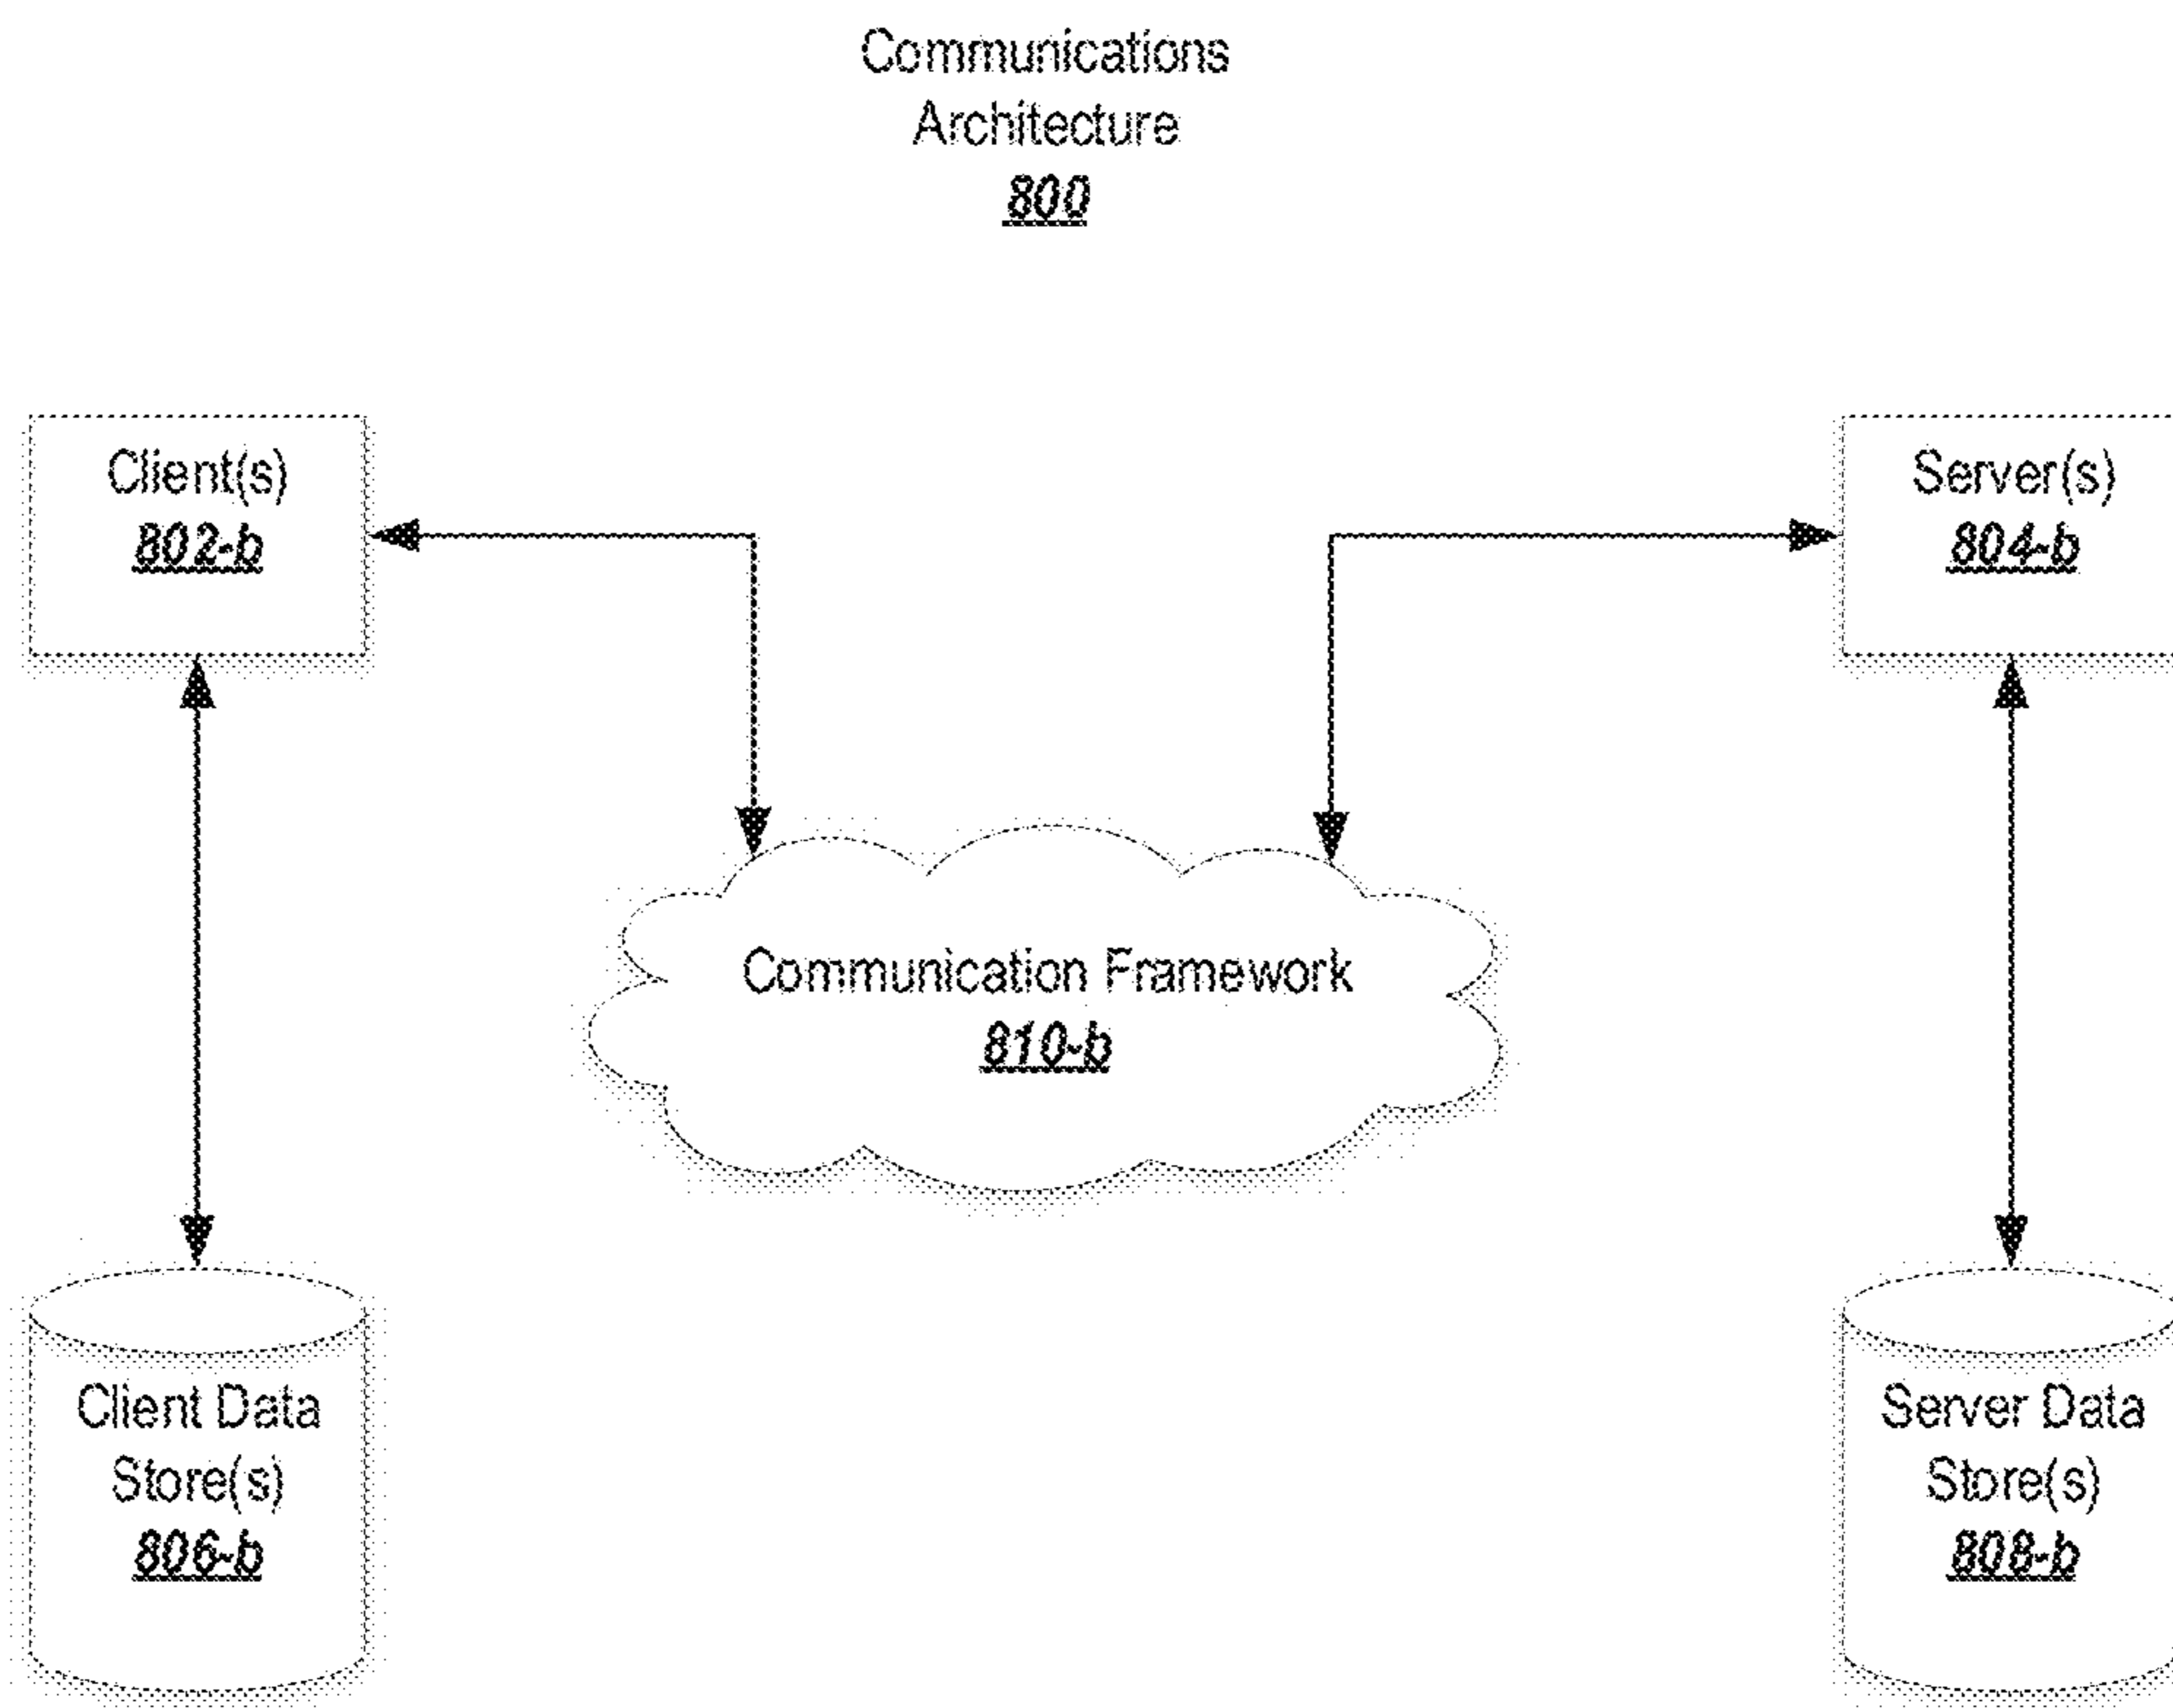 Communications
Architecture
800
Client(s)
802-b
Server(s)
804-b
Communication Framework
810-b
Client Data
Store(s)
806-b
Server Data
Store(s)
808-b